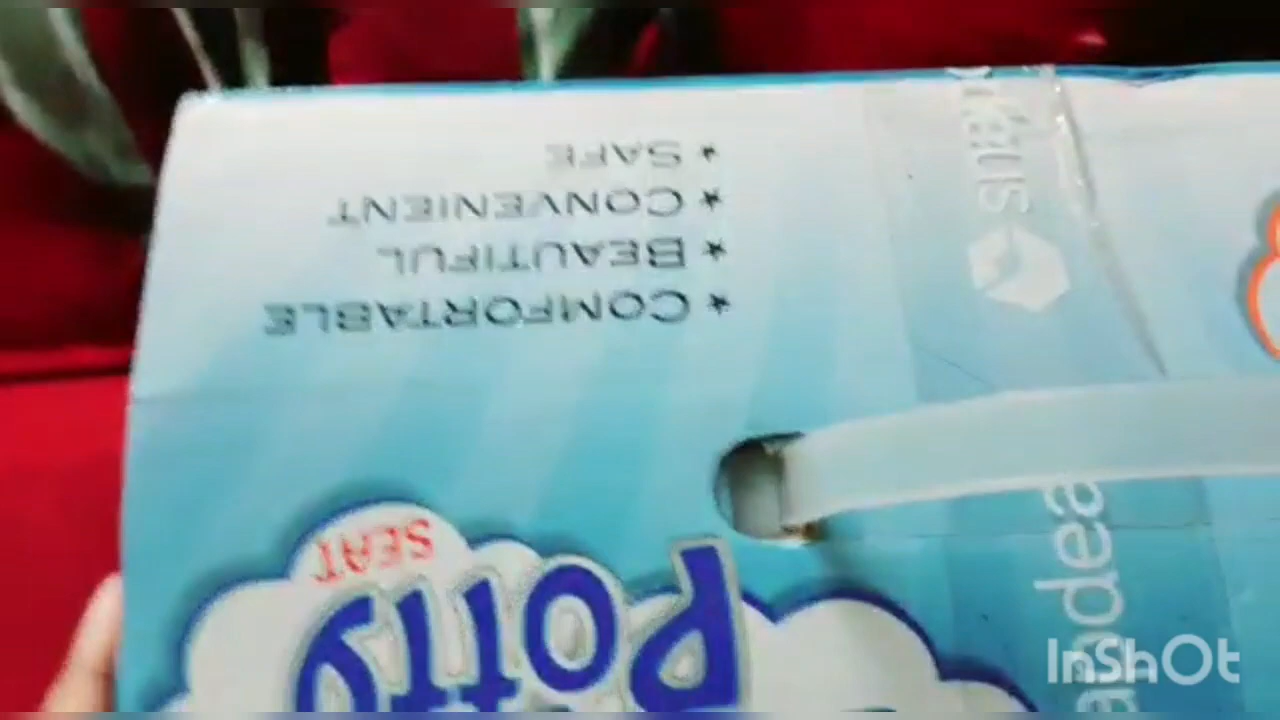 Potty
SEAT
★ COMFORTABLE
★ BEAUTIFUL
★ CONVENIENT
★ SAFE
InShOt